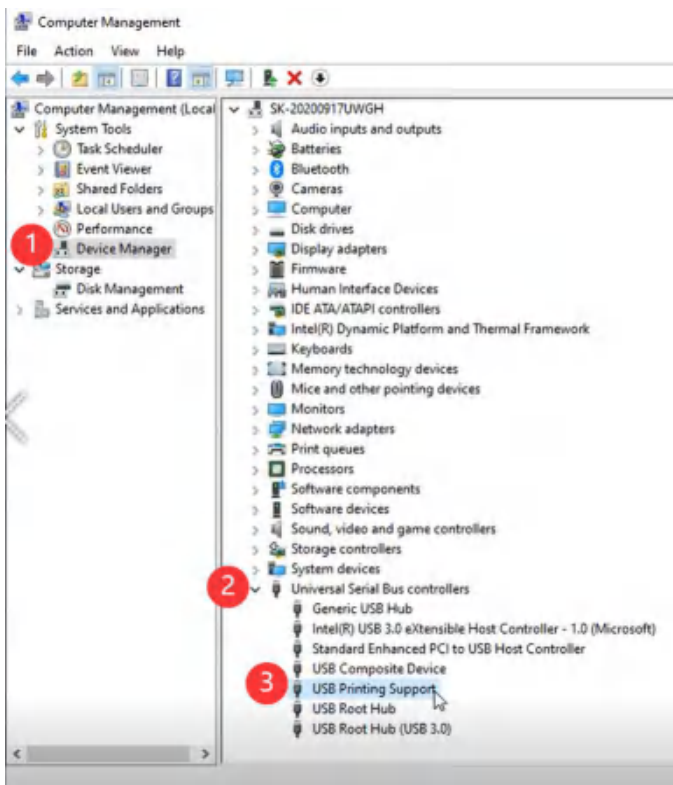 Computer Management
File Action View Help
Computer Management (Local
System Tools
Task Scheduler
Event Viewer
Shared Folders
Local Users and Groups
Performance
1
Device Manager
Storage
Disk Management
Services and Applications
SK-20200917UWGH
Audio inputs and outputs
Batteries
Bluetooth
Cameras
Computer
Disk drives
Display adapters
Firmware
Human Interface Devices
IDE ATA/ATAPI controllers
Intel(R) Dynamic Platform and Thermal Framework
Keyboards
Memory technology devices
Mice and other pointing devices
Monitors
Network adapters
Print queues
Processors
Software components
Software devices
Sound, video and game controllers
Storage controllers
System devices
2
Universal Serial Bus controllers
Generic USB Hub
Intel(R) USB 3.0 eXtensible Host Controller - 1.0 (Microsoft)
Standard Enhanced PCI to USB Host Controller
USB Composite Device
3
USB Printing Support
USB Root Hub
USB Root Hub (USB 3.0)